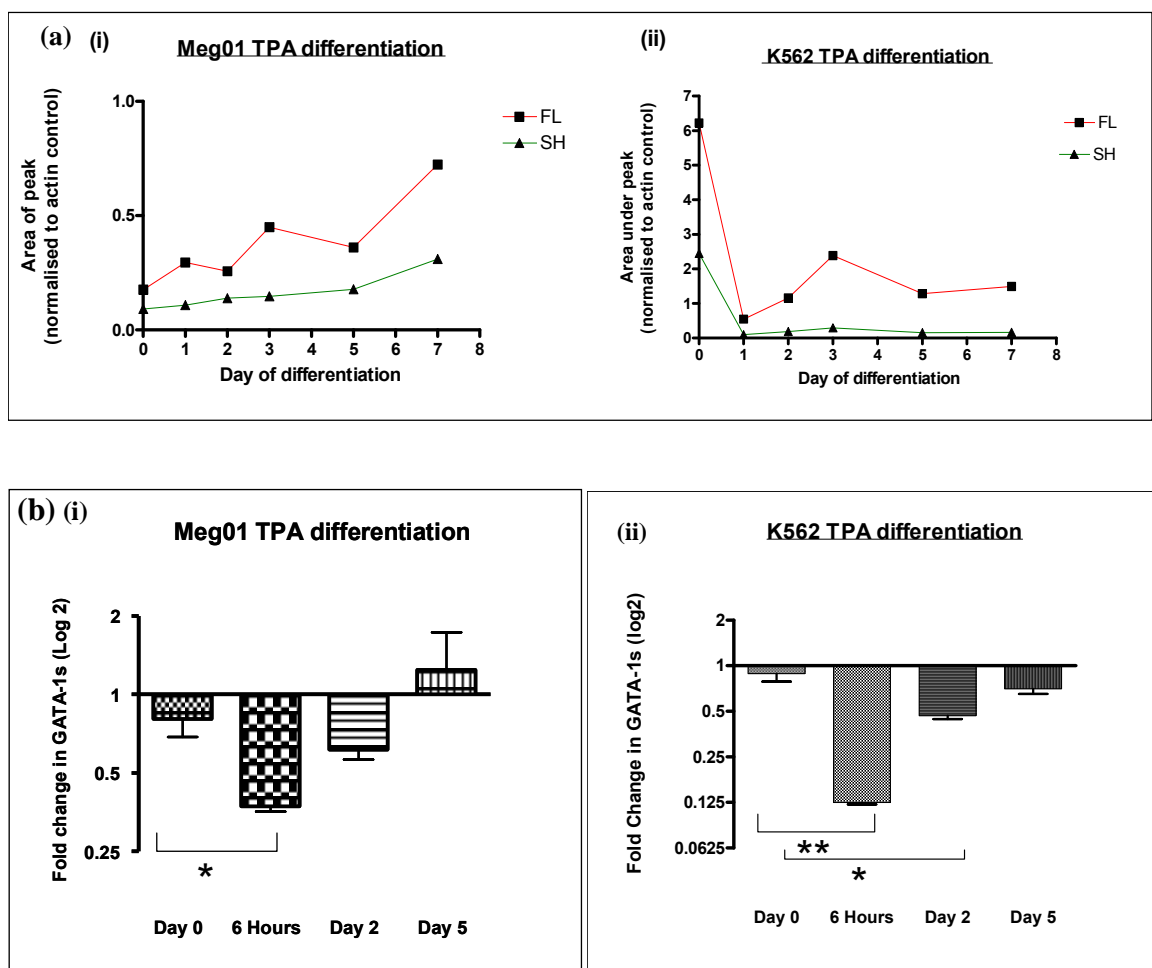 (a) (i) Meg01 TPA differentiation
Area of peak
(normalised to actin control)
1.0
0.5
0.0
0 1 2 3 4 5 6 7 8
Day of differentiation
FL
SH
(ii)
K562 TPA differentiation
Area under peak
(normalised to actin control)
7
6
5
4
3
2
1
0
0 1 2 3 4 5 6 7 8
Day of differentiation
FL
SH
(b) (i)
Meg01 TPA differentiation
Fold change in GATA-1s (Log 2)
2
1
0.5
0.25
*
Day 0 6 Hours Day 2 Day 5
(ii)
K562 TPA differentiation
Fold Change in GATA-1s (log2)
2
1
0.5
0.25
0.125
0.0625
**
*
Day 0 6 Hours Day 2 Day 5